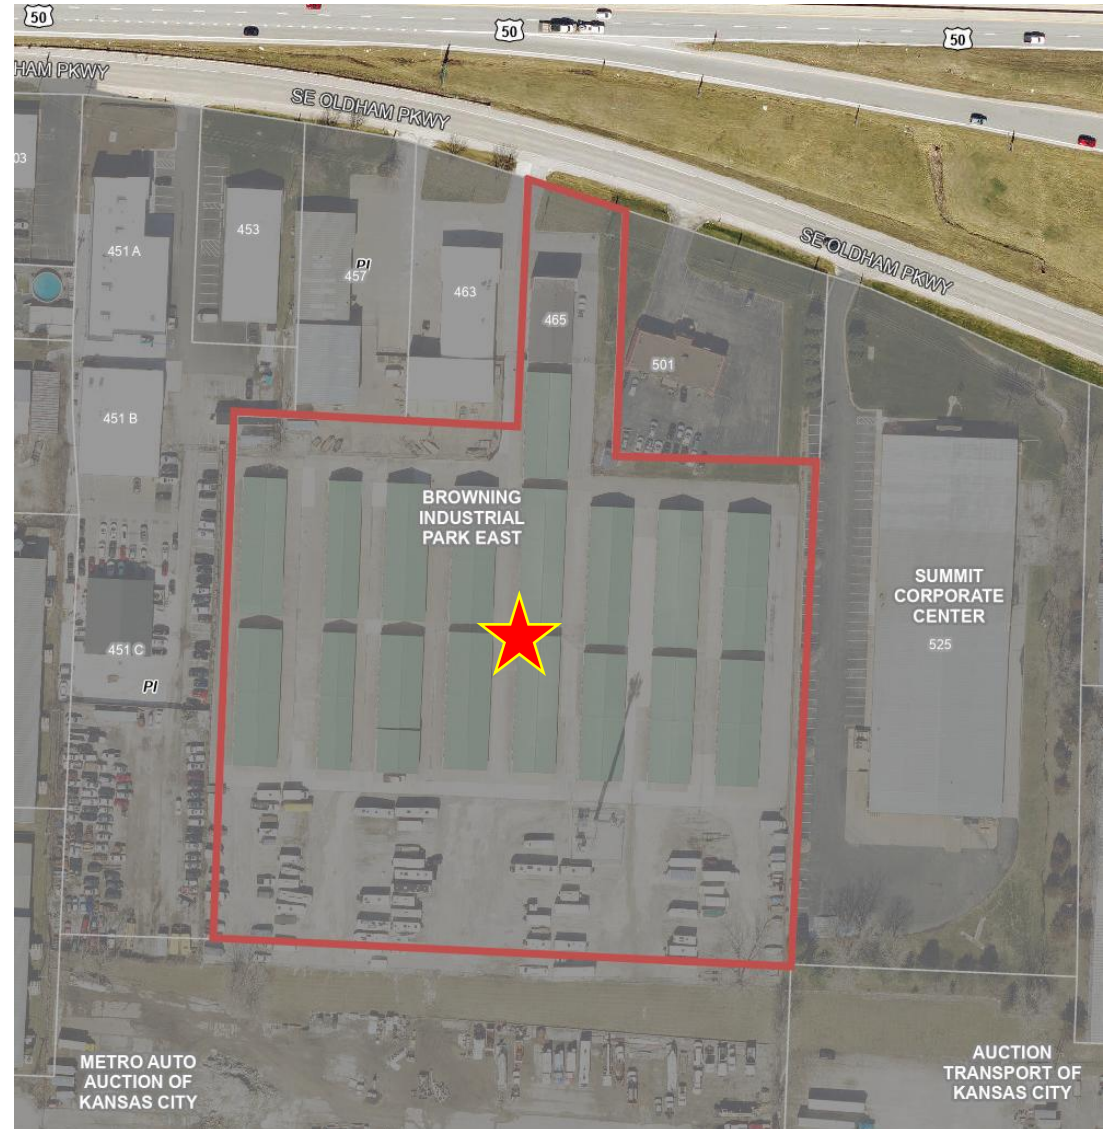 50
50
50
HAM PKWY
SE OLDHAM PKWY
SE OLDHAM PKWY
03
451 A
453
PI
457
463
465
501
451 B
BROWNING
INDUSTRIAL
PARK EAST
SUMMIT
CORPORATE
CENTER
525
451 C
PI
METRO AUTO
AUCTION OF
KANSAS CITY
AUCTION
TRANSPORT OF
KANSAS CITY